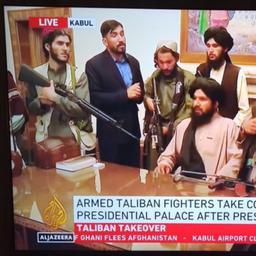 LIVE KABUL
ARMED TALIBAN FIGHTERS TAKE CO
PRESIDENTIAL PALACE AFTER PRES
TALIBAN TAKEOVER
ALJAZEERA F GHANI FLEES AFGHANISTAN - KABUL AIRPORT CL